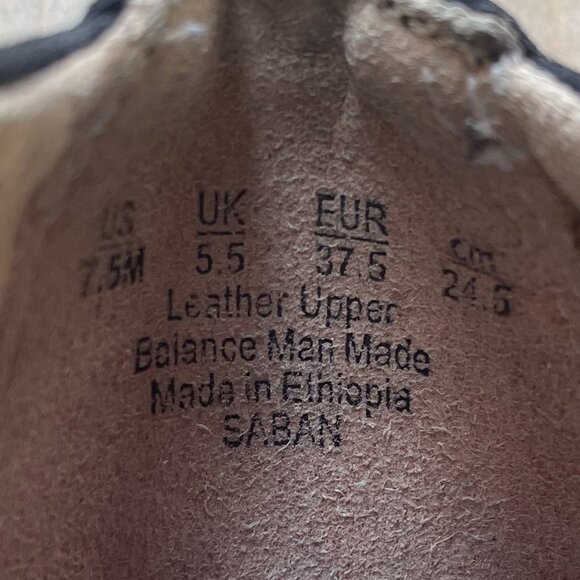 US UK EUR cm
7.5M 5.5 37.5 24.5
Leather Upper
Balance Man Made
Made in Ethiopia
SABAN